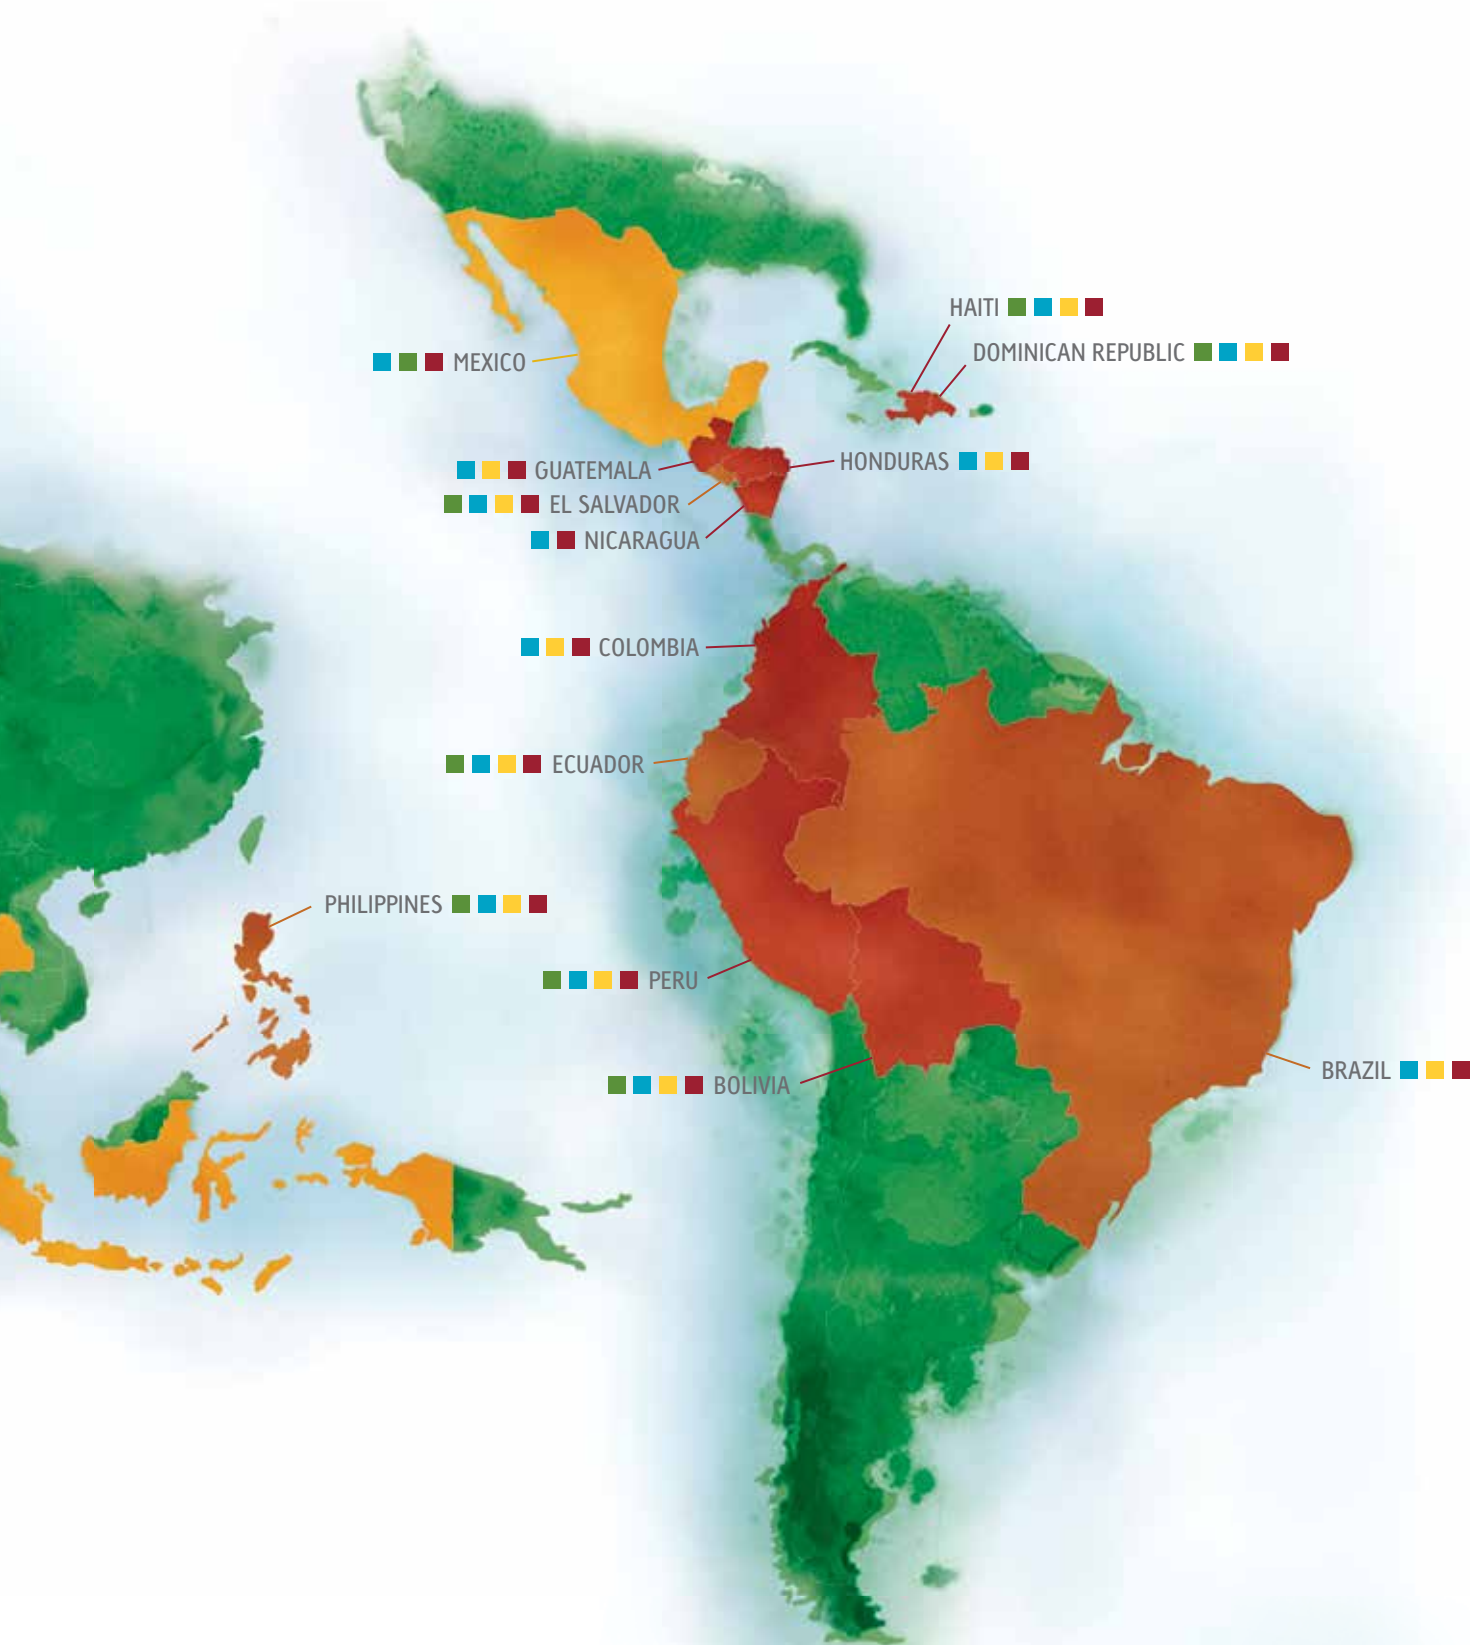 HAITI
DOMINICAN REPUBLIC
MEXICO
HONDURAS
GUATEMALA
EL SALVADOR
NICARAGUA
COLOMBIA
ECUADOR
PHILIPPINES
PERU
BRAZIL
BOLIVIA